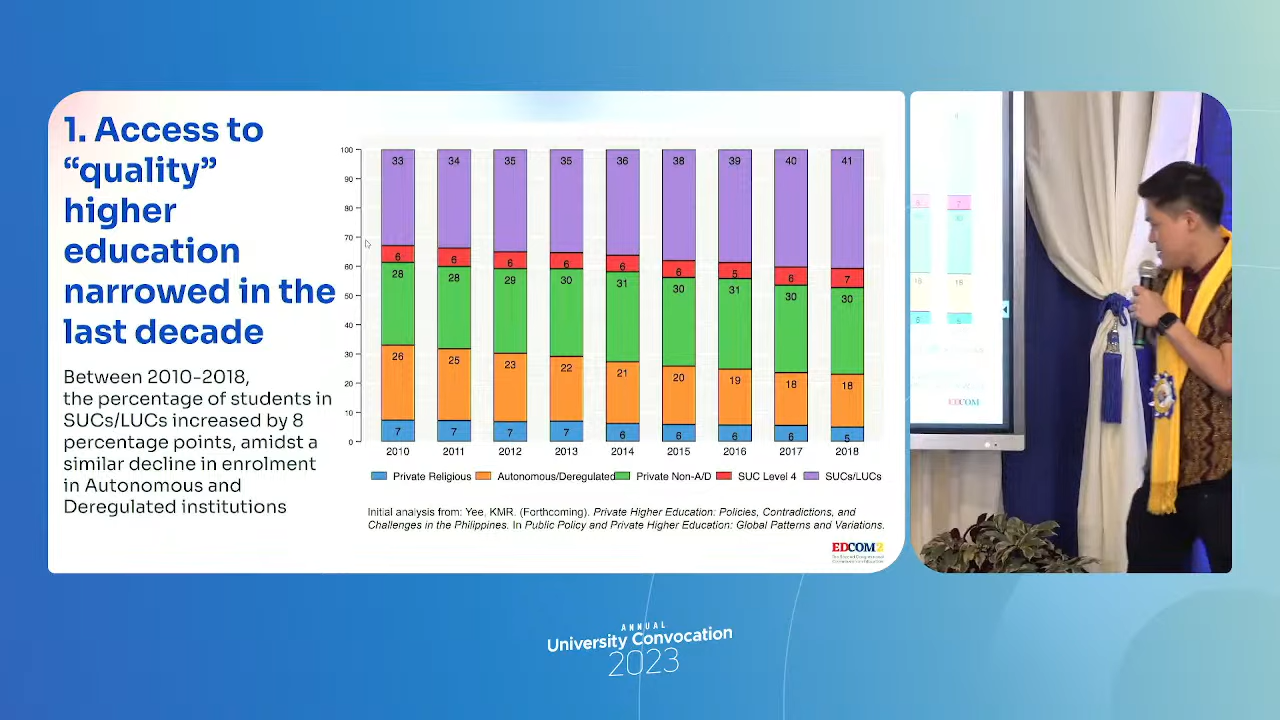 1. Access to
“quality”
higher
education
narrowed in the
last decade
Between 2010-2018,
the percentage of students in
SUCs/LUCs increased by 8
percentage points, amidst a
similar decline in enrolment
in Autonomous and
Deregulated institutions
100
90
80
70
60
50
40
30
20
10
0
33 34 35 35 36 38 39 40 41
6 6 6 6 6 6 5 6 7
28 28 29 30 31 30 31 30 30
26 25 23 22 21 20 19 18 18
7 7 7 7 6 6 6 6 5
2010 2011 2012 2013 2014 2015 2016 2017 2018
Private Religious Autonomous/Deregulated Private Non-A/D SUC Level 4 SUCs/LUCs
Initial analysis from: Yee, KMR. (Forthcoming). Private Higher Education: Policies, Contradictions, and
Challenges in the Philippines. In Public Policy and Private Higher Education: Global Patterns and Variations.
EDCOM2
EDCOM
ANNUAL
University Convocation
2023